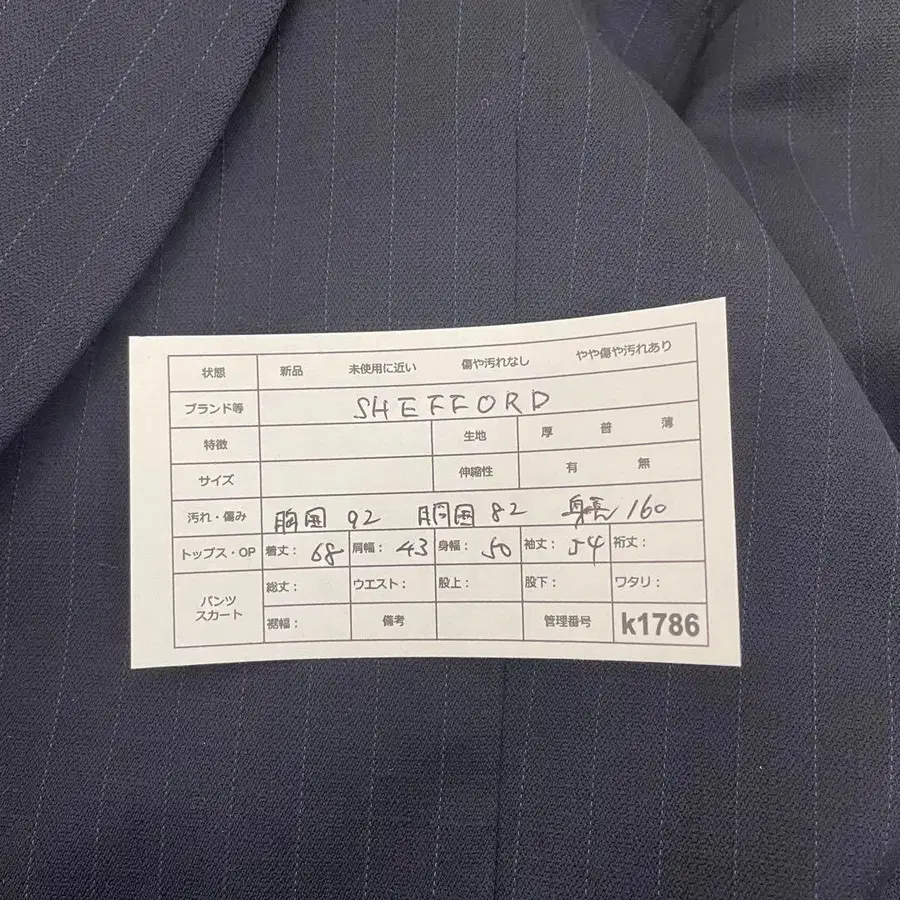 状態 新品 未使用に近い 傷や汚れなし やや傷や汚れあり
ブランド等 SHEFFORD
特徴 生地 厚 普 薄
サイズ 伸縮性 有 無
汚れ・傷み 胸囲 92 胴囲 82 身長 160
トップス・OP 着丈: 68 肩幅: 43 身幅: 50 袖丈: 54 裄丈:
パンツ スカート 総丈: ウエスト: 股上: 股下: ワタリ:
裾幅: 備考 管理番号 k1786